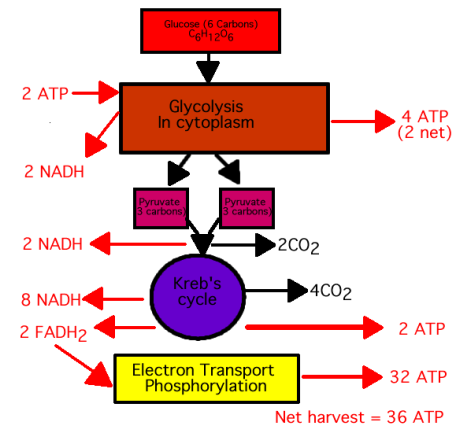 Glucose (6 Carbons)
C6H12O6
2 ATP
Glycolysis
In cytoplasm
4 ATP
(2 net)
2 NADH
Pyruvate
3 carbons)
Pyruvate
3 carbons)
2 NADH
2CO2
Kreb's
cycle
8 NADH
4CO2
2 FADH2
2 ATP
Electron Transport
Phosphorylation
32 ATP
Net harvest = 36 ATP